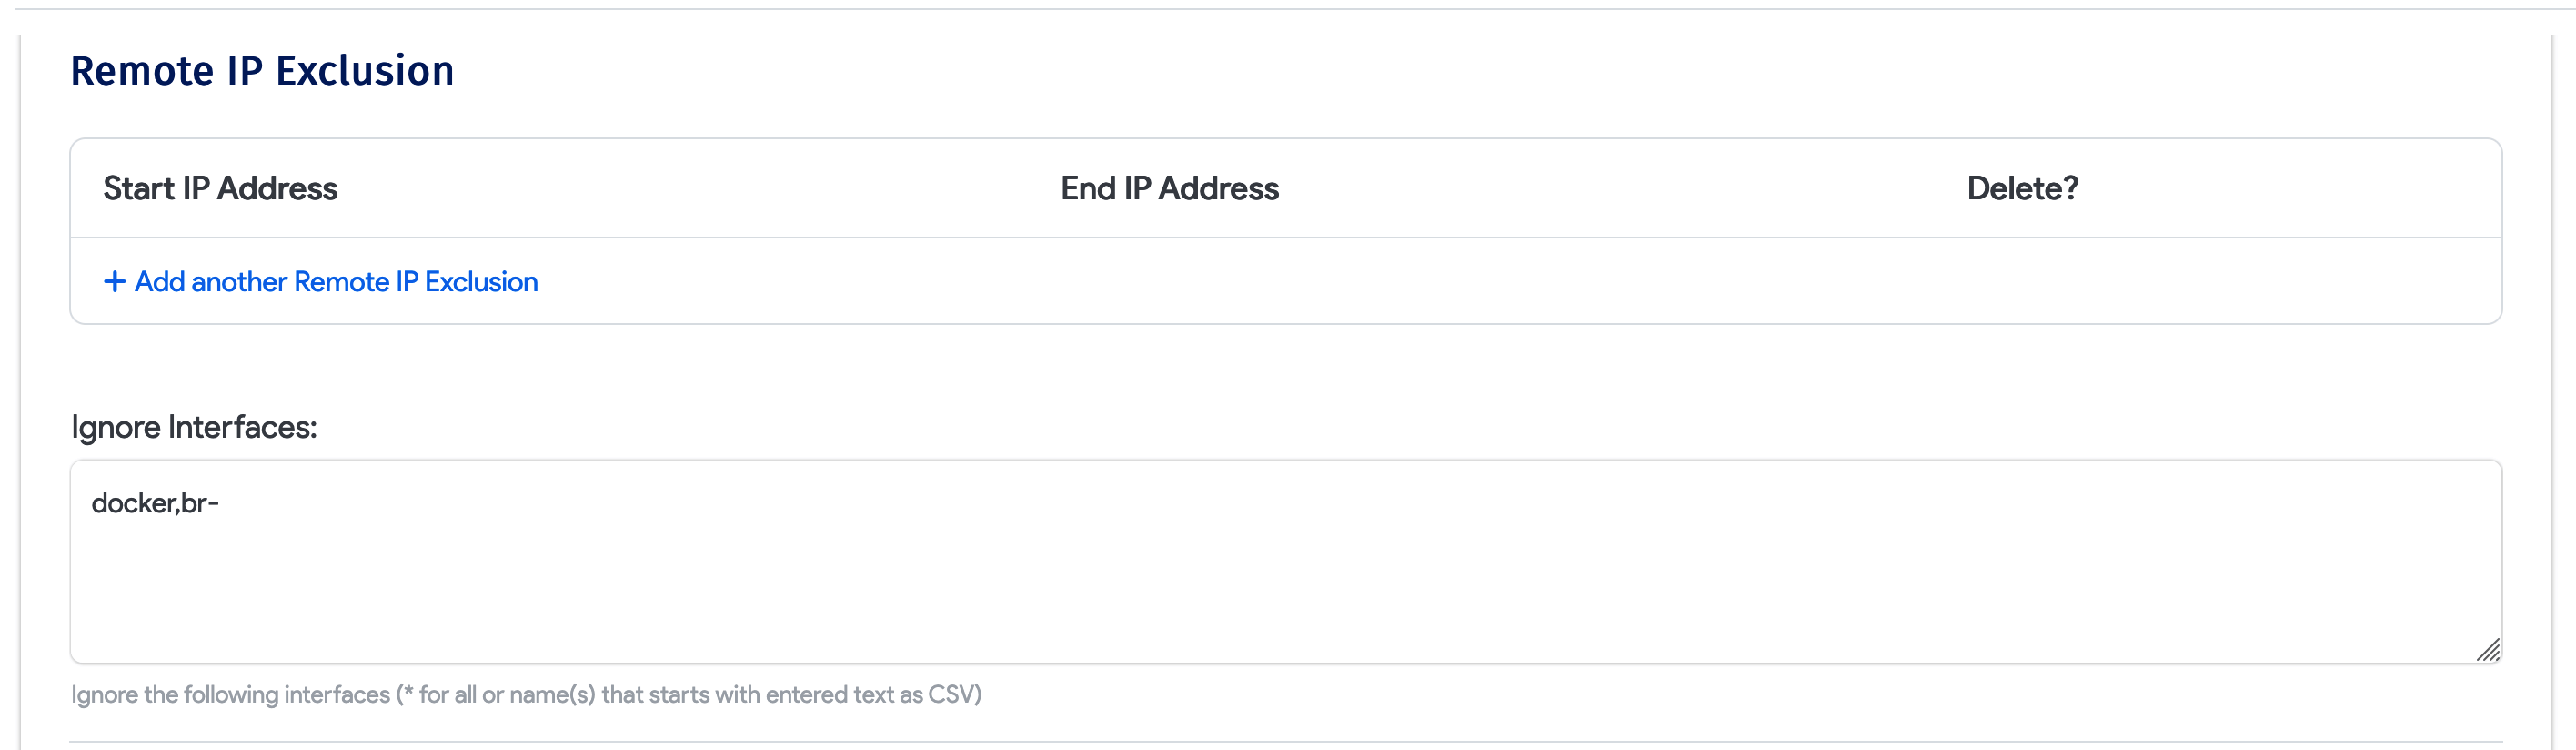 Remote IP Exclusion
Start IP Address End IP Address Delete?
+ Add another Remote IP Exclusion
Ignore Interfaces:
docker,br-
Ignore the following interfaces (* for all or name(s) that starts with entered text as CSV)